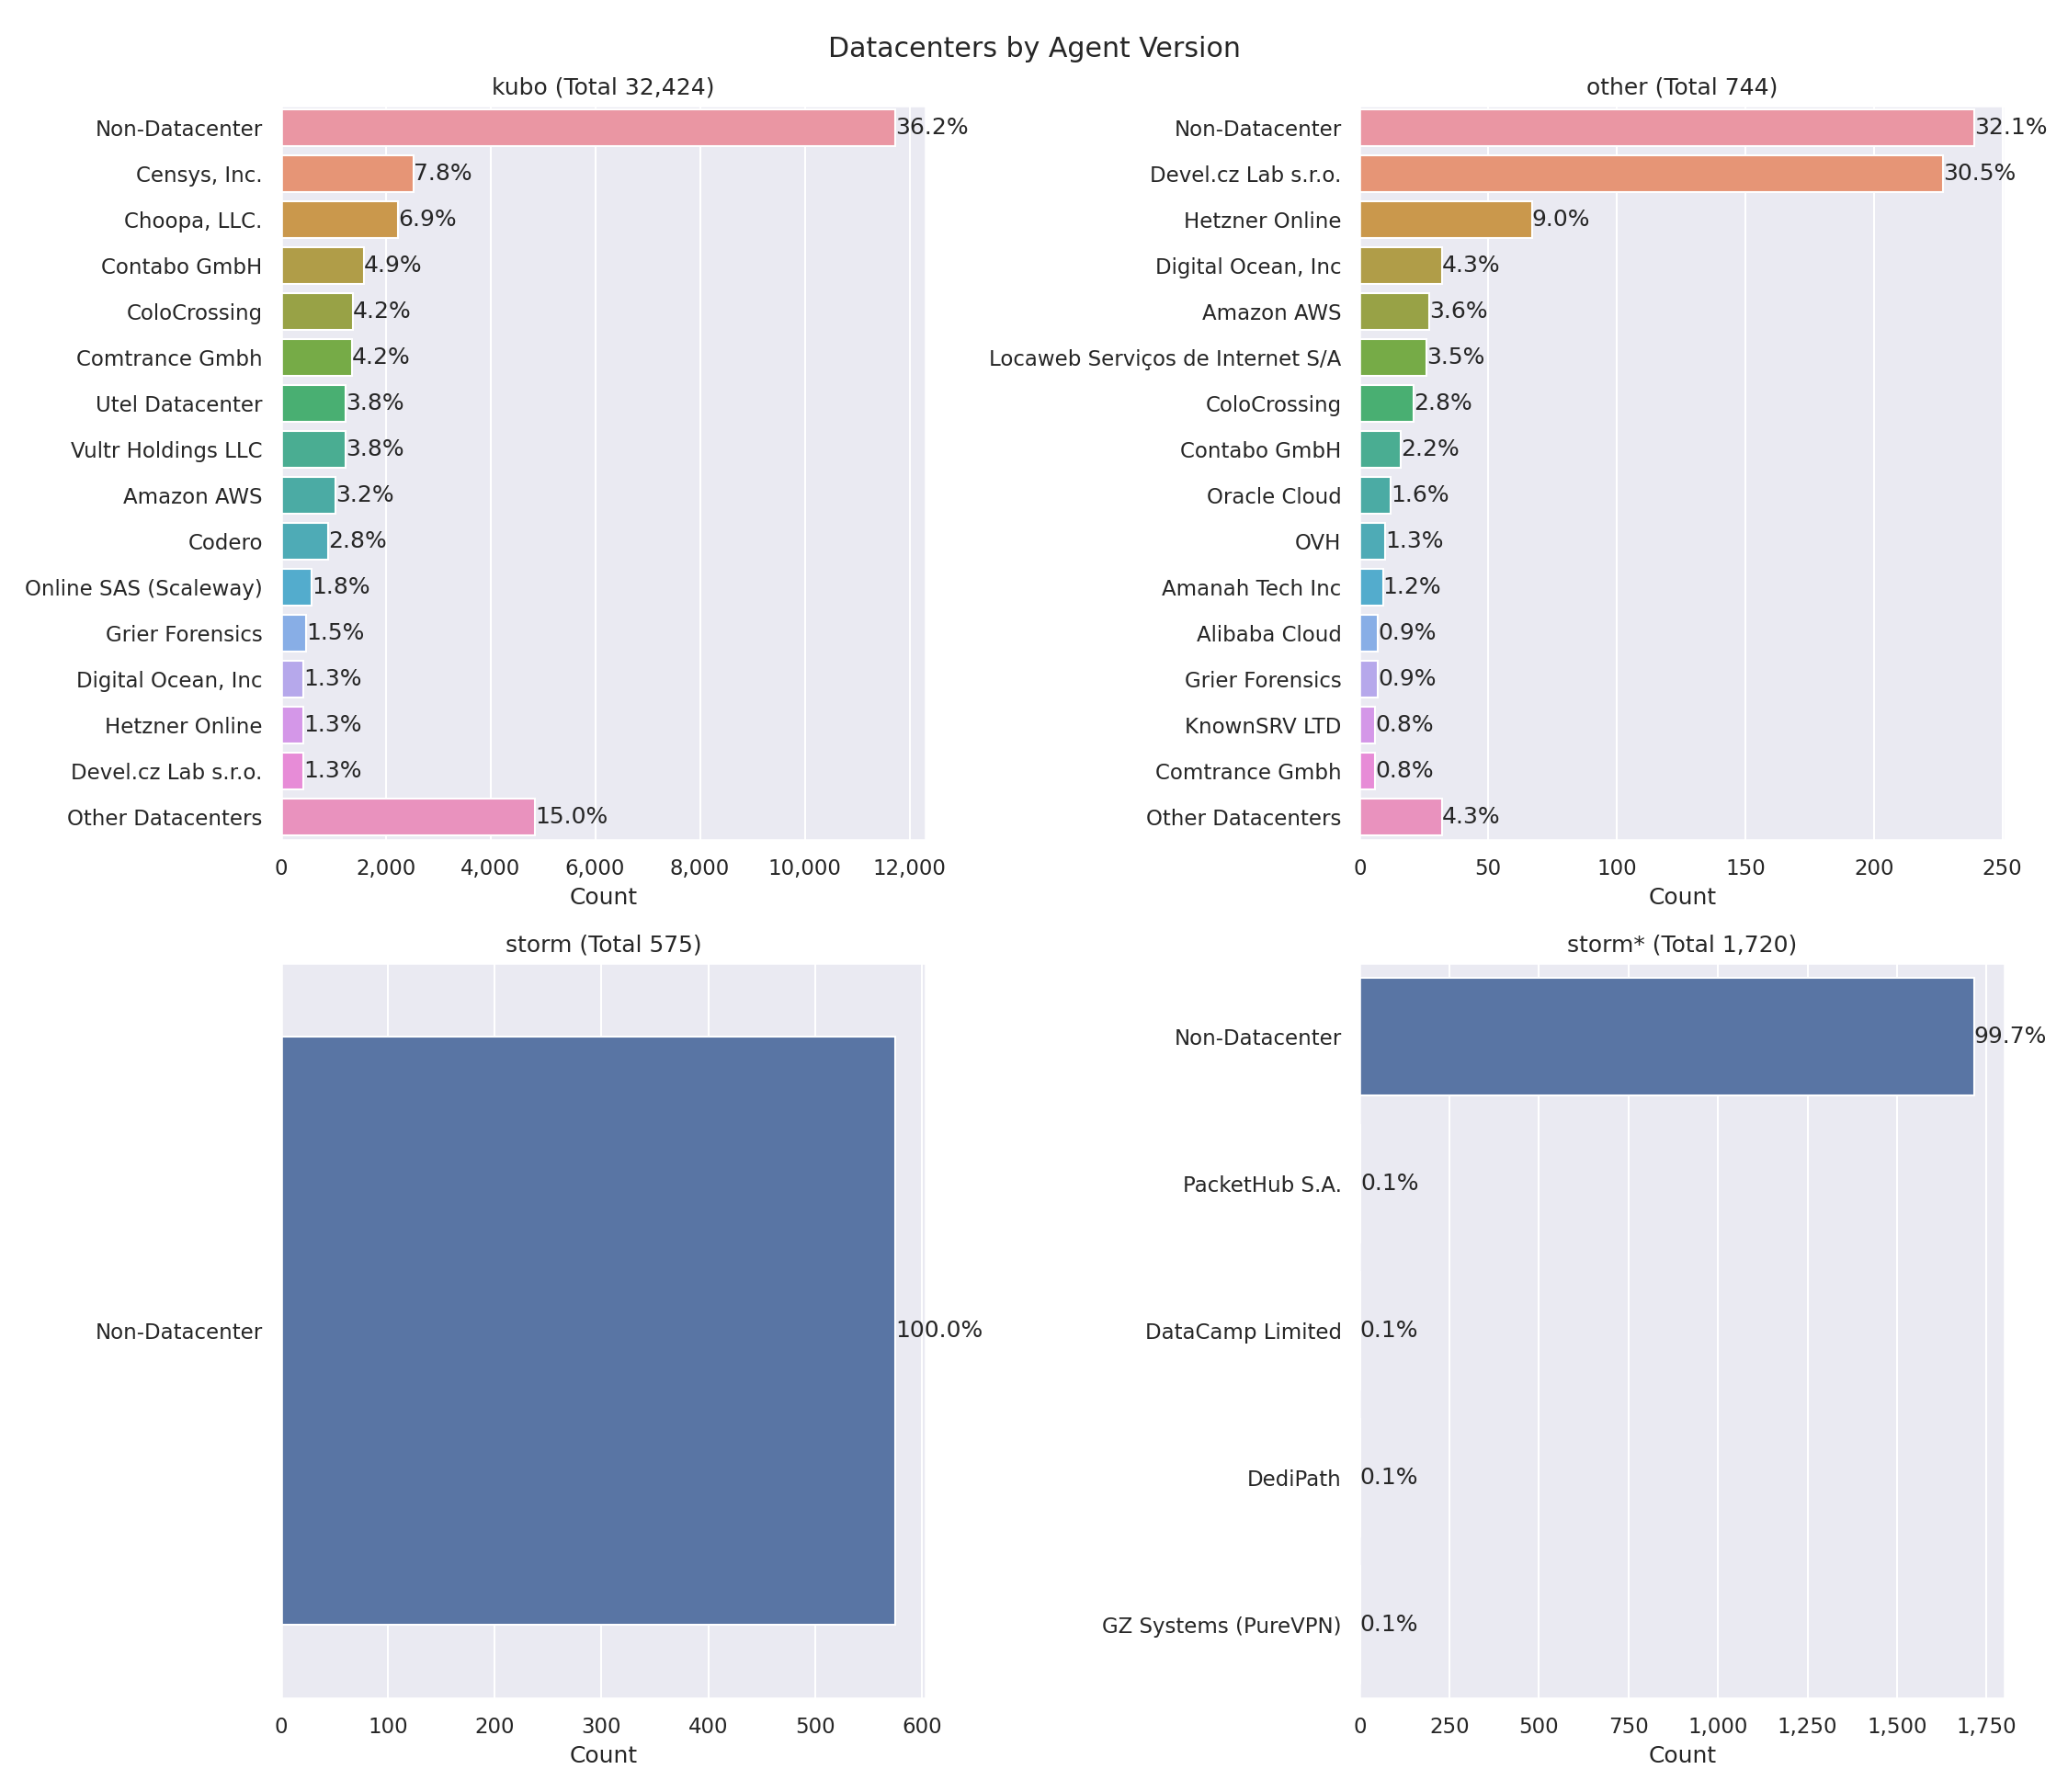 Datacenters by Agent Version
kubo (Total 32,424)
Non-Datacenter 36.2%
Censys, Inc. 7.8%
Choopa, LLC. 6.9%
Contabo GmbH 4.9%
ColoCrossing 4.2%
Comtrance Gmbh 4.2%
Utel Datacenter 3.8%
Vultr Holdings LLC 3.8%
Amazon AWS 3.2%
Codero 2.8%
Online SAS (Scaleway) 1.8%
Grier Forensics 1.5%
Digital Ocean, Inc 1.3%
Hetzner Online 1.3%
Devel.cz Lab s.r.o. 1.3%
Other Datacenters 15.0%
0 2,000 4,000 6,000 8,000 10,000 12,000
Count
other (Total 744)
Non-Datacenter 32.1%
Devel.cz Lab s.r.o. 30.5%
Hetzner Online 9.0%
Digital Ocean, Inc 4.3%
Amazon AWS 3.6%
Locaweb Serviços de Internet S/A 3.5%
ColoCrossing 2.8%
Contabo GmbH 2.2%
Oracle Cloud 1.6%
OVH 1.3%
Amanah Tech Inc 1.2%
Alibaba Cloud 0.9%
Grier Forensics 0.9%
KnownSRV LTD 0.8%
Comtrance Gmbh 0.8%
Other Datacenters 4.3%
0 50 100 150 200 250
Count
storm (Total 575)
Non-Datacenter 100.0%
0 100 200 300 400 500 600
Count
storm* (Total 1,720)
Non-Datacenter 99.7%
PacketHub S.A. 0.1%
DataCamp Limited 0.1%
DediPath 0.1%
GZ Systems (PureVPN) 0.1%
0 250 500 750 1,000 1,250 1,500 1,750
Count